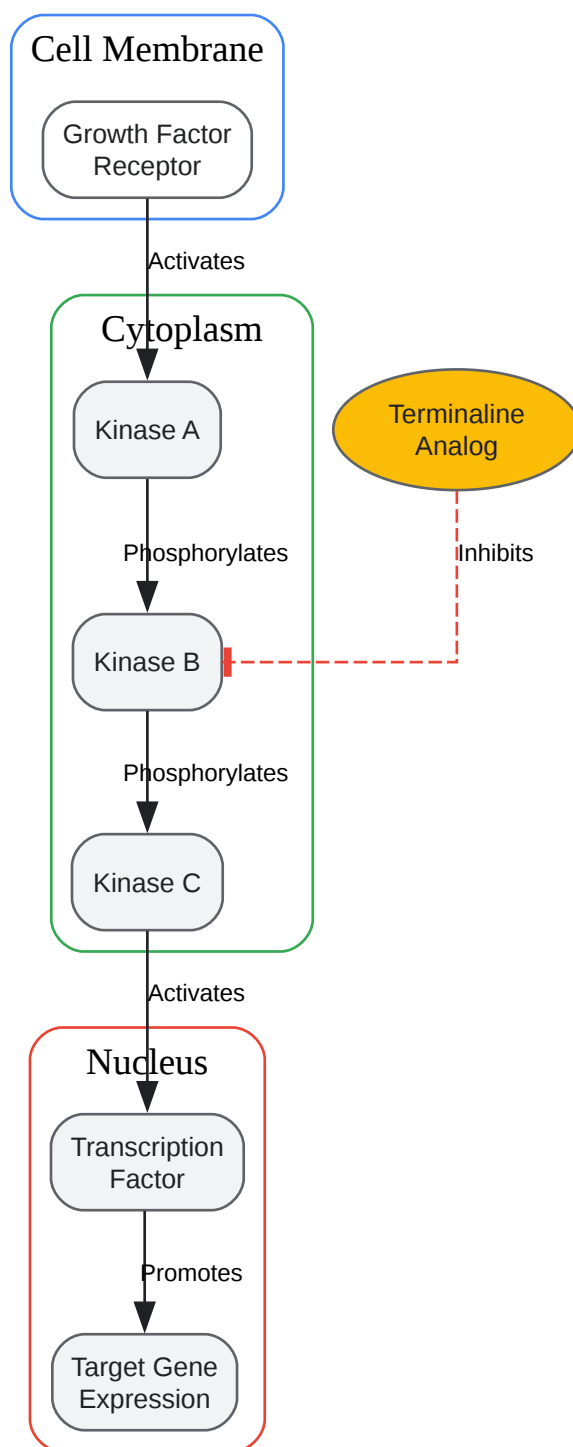 Cell Membrane
Growth Factor
Receptor
Activates
Cytoplasm
Kinase A
Terminaline
Analog
Phosphorylates
Inhibits
Kinase B
Phosphorylates
Kinase C
Activates
Nucleus
Transcription
Factor
Promotes
Target Gene
Expression